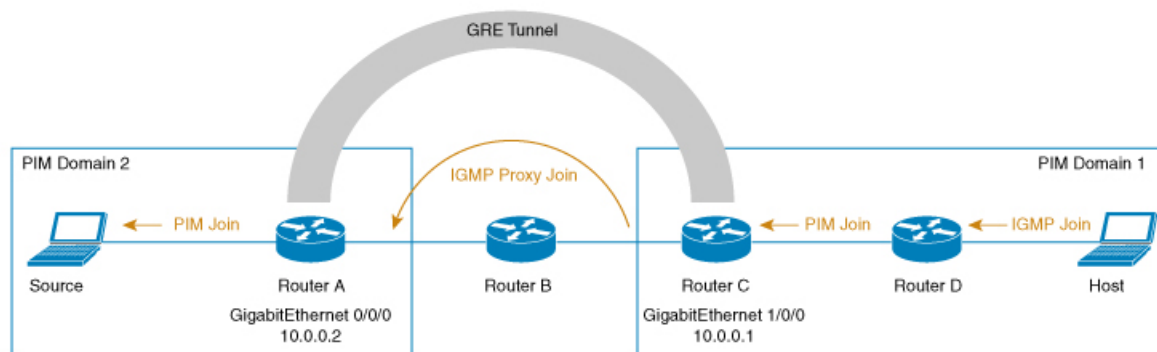 GRE Tunnel
PIM Domain 2
PIM Domain 1
IGMP Proxy Join
PIM Join
PIM Join
IGMP Join
Source
Router A
Router B
Router C
Router D
Host
GigabitEthernet 0/0/0
10.0.0.2
GigabitEthernet 1/0/0
10.0.0.1